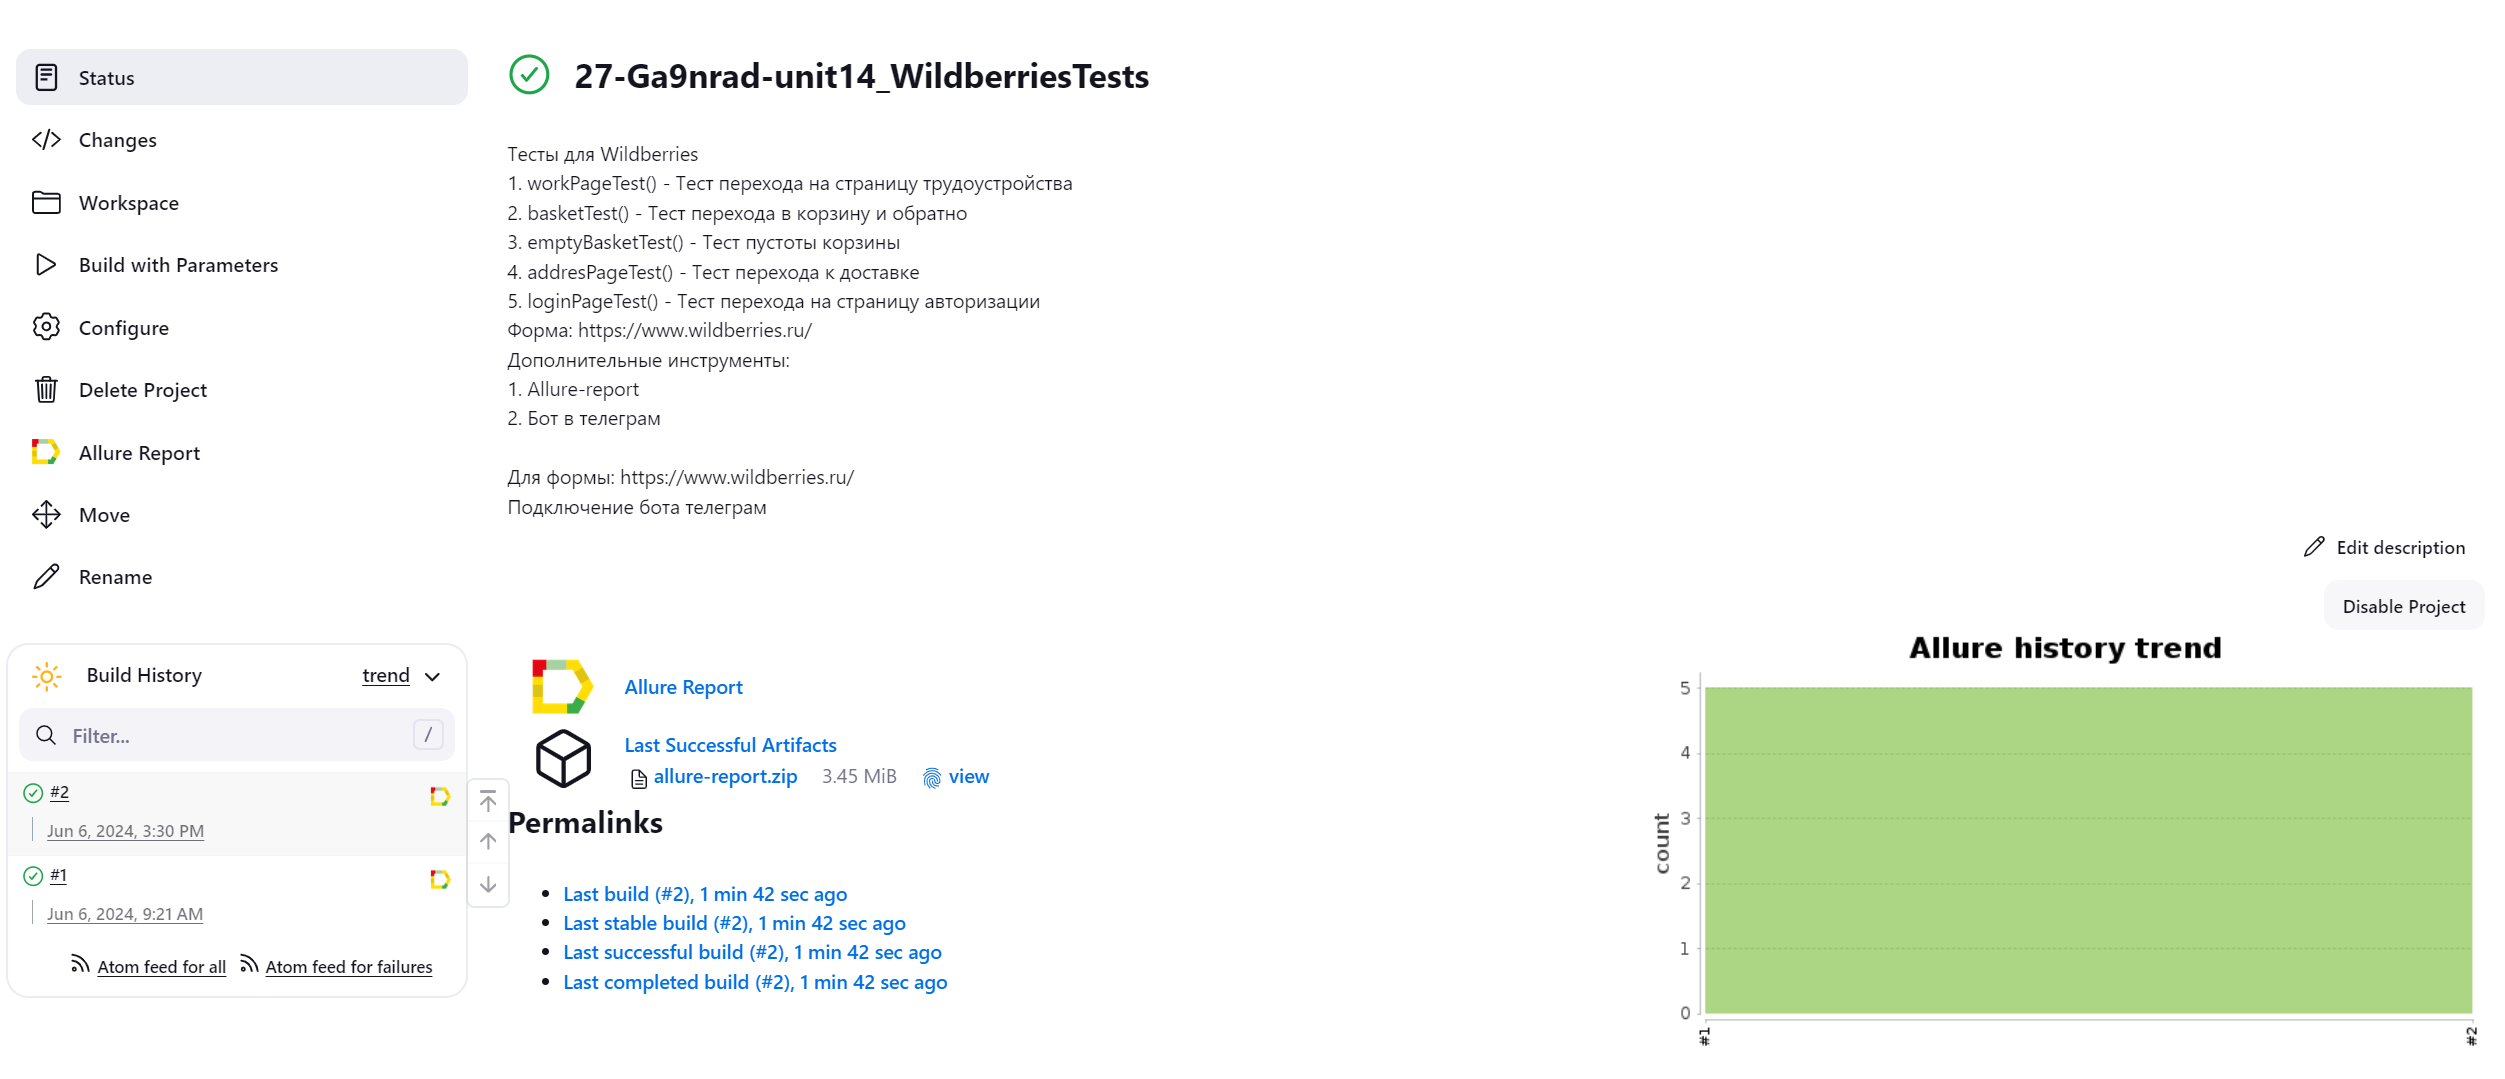 Status
Changes
Workspace
Build with Parameters
Configure
Delete Project
Allure Report
Move
Rename
Build History
trend
Filter...
/
#2
Jun 6, 2024, 3:30 PM
#1
Jun 6, 2024, 9:21 AM
Atom feed for all
Atom feed for failures
27-Ga9nrad-unit14_WildberriesTests
Тесты для Wildberries
1. workPageTest() - Тест перехода на страницу трудоустройства
2. basketTest() - Тест перехода в корзину и обратно
3. emptyBasketTest() - Тест пустоты корзины
4. addresPageTest() - Тест перехода к доставке
5. loginPageTest() - Тест перехода на страницу авторизации
Форма: https://www.wildberries.ru/
Дополнительные инструменты:
1. Allure-report
2. Бот в телеграм
Для формы: https://www.wildberries.ru/
Подключение бота телеграм
Edit description
Disable Project
Allure Report
Last Successful Artifacts
allure-report.zip 3.45 MiB view
Permalinks
Last build (#2), 1 min 42 sec ago
Last stable build (#2), 1 min 42 sec ago
Last successful build (#2), 1 min 42 sec ago
Last completed build (#2), 1 min 42 sec ago
Allure history trend
count
5
4
3
2
1
0
#1
#2